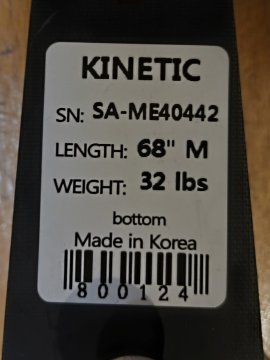 KINETIC
SN: SA-ME40442
LENGTH: 68" M
WEIGHT: 32 lbs
bottom
Made in Korea
800124